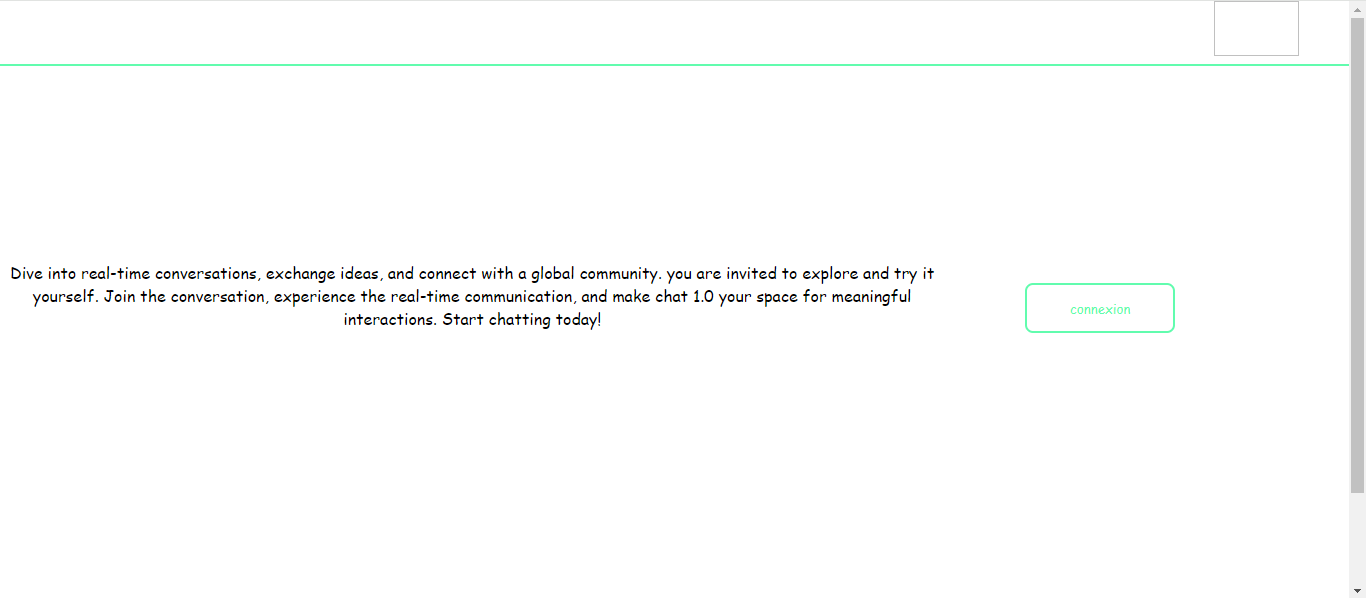 Dive into real-time conversations, exchange ideas, and connect with a global community. you are invited to explore and try it
yourself. Join the conversation, experience the real-time communication, and make chat 1.0 your space for meaningful
interactions. Start chatting today!
connexion